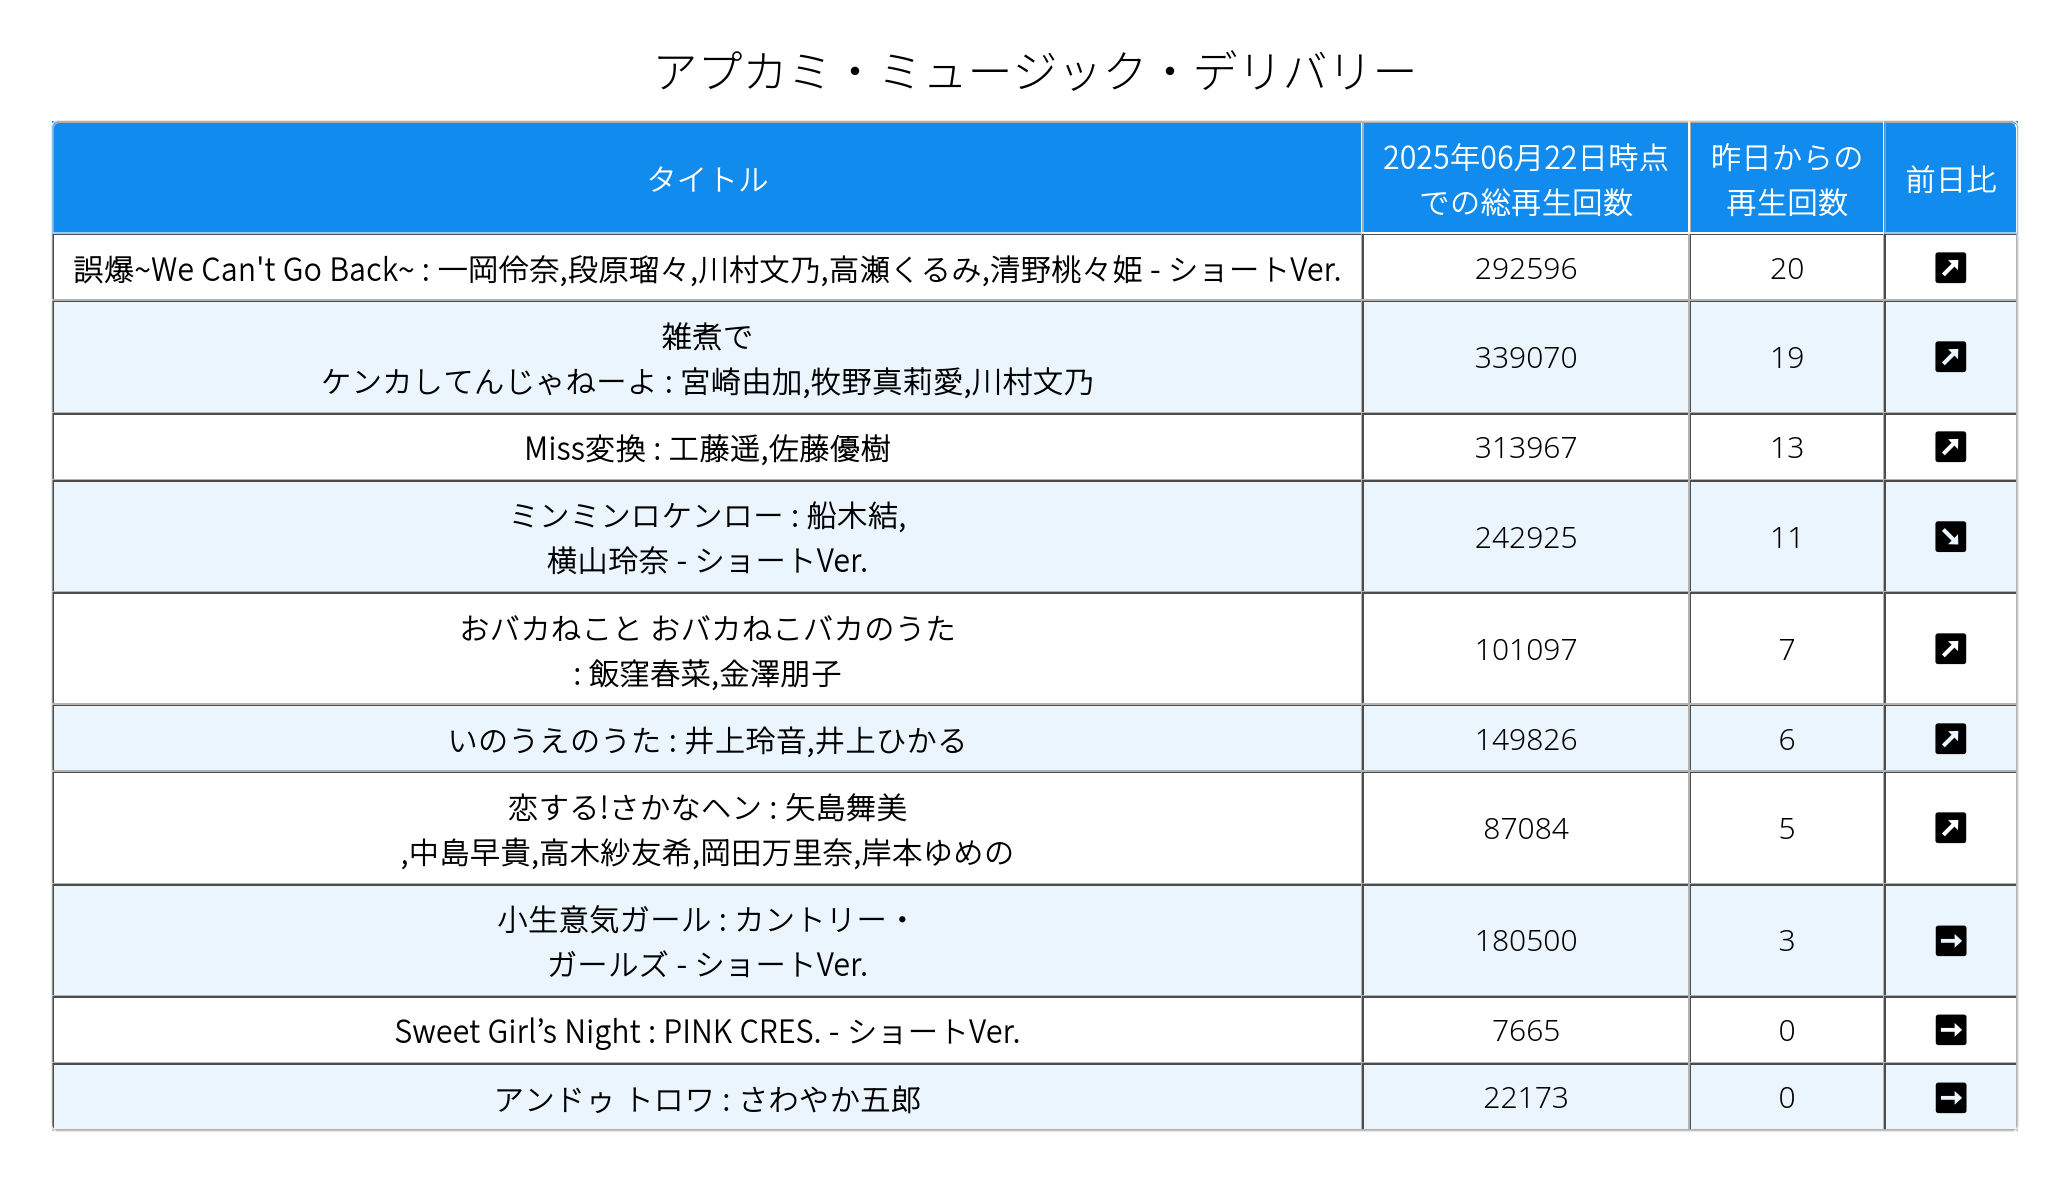 アプカミ・ミュージック・デリバリー
タイトル
2025年06月22日時点
での総再生回数
昨日からの
再生回数
前日比
誤爆~We Can't Go Back~ : 一岡伶奈,段原瑠々,川村文乃,高瀬くるみ,清野桃々姫 - ショートVer.
292596
20
雑煮で
ケンカしてんじゃねーよ : 宮崎由加,牧野真莉愛,川村文乃
339070
19
Miss変換 : 工藤遥,佐藤優樹
313967
13
ミンミンロケンロー : 船木結,
横山玲奈 - ショートVer.
242925
11
おバカねこと おバカねこバカのうた
: 飯窪春菜,金澤朋子
101097
7
いのうえのうた : 井上玲音,井上ひかる
149826
6
恋する!さかなヘン : 矢島舞美
,中島早貴,高木紗友希,岡田万里奈,岸本ゆめの
87084
5
小生意気ガール : カントリー・
ガールズ - ショートVer.
180500
3
Sweet Girl’s Night : PINK CRES. - ショートVer.
7665
0
アンドゥ トロワ : さわやか五郎
22173
0